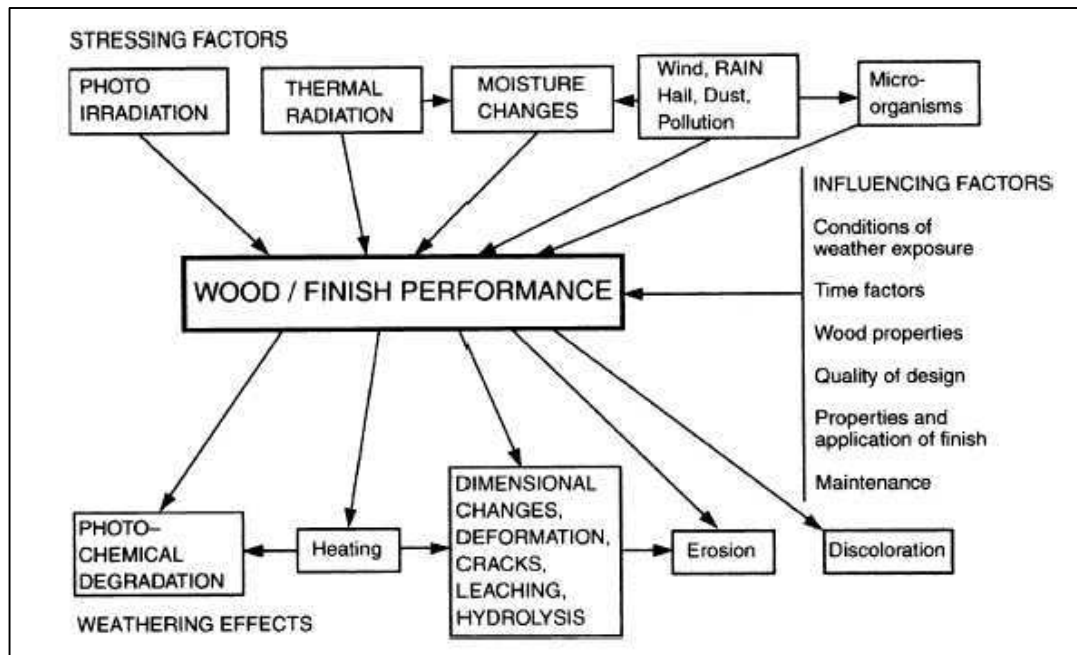 STRESSING FACTORS
PHOTO
IRRADIATION
THERMAL
RADIATION
MOISTURE
CHANGES
Wind, RAIN
Hail, Dust,
Pollution
Micro-
organisms
INFLUENCING FACTORS
Conditions of
weather exposure
Time factors
Wood properties
Quality of design
Properties and
application of finish
Maintenance
WOOD / FINISH PERFORMANCE
PHOTO–
CHEMICAL
DEGRADATION
Heating
DIMENSIONAL
CHANGES,
DEFORMATION,
CRACKS,
LEACHING,
HYDROLYSIS
Erosion
Discoloration
WEATHERING EFFECTS